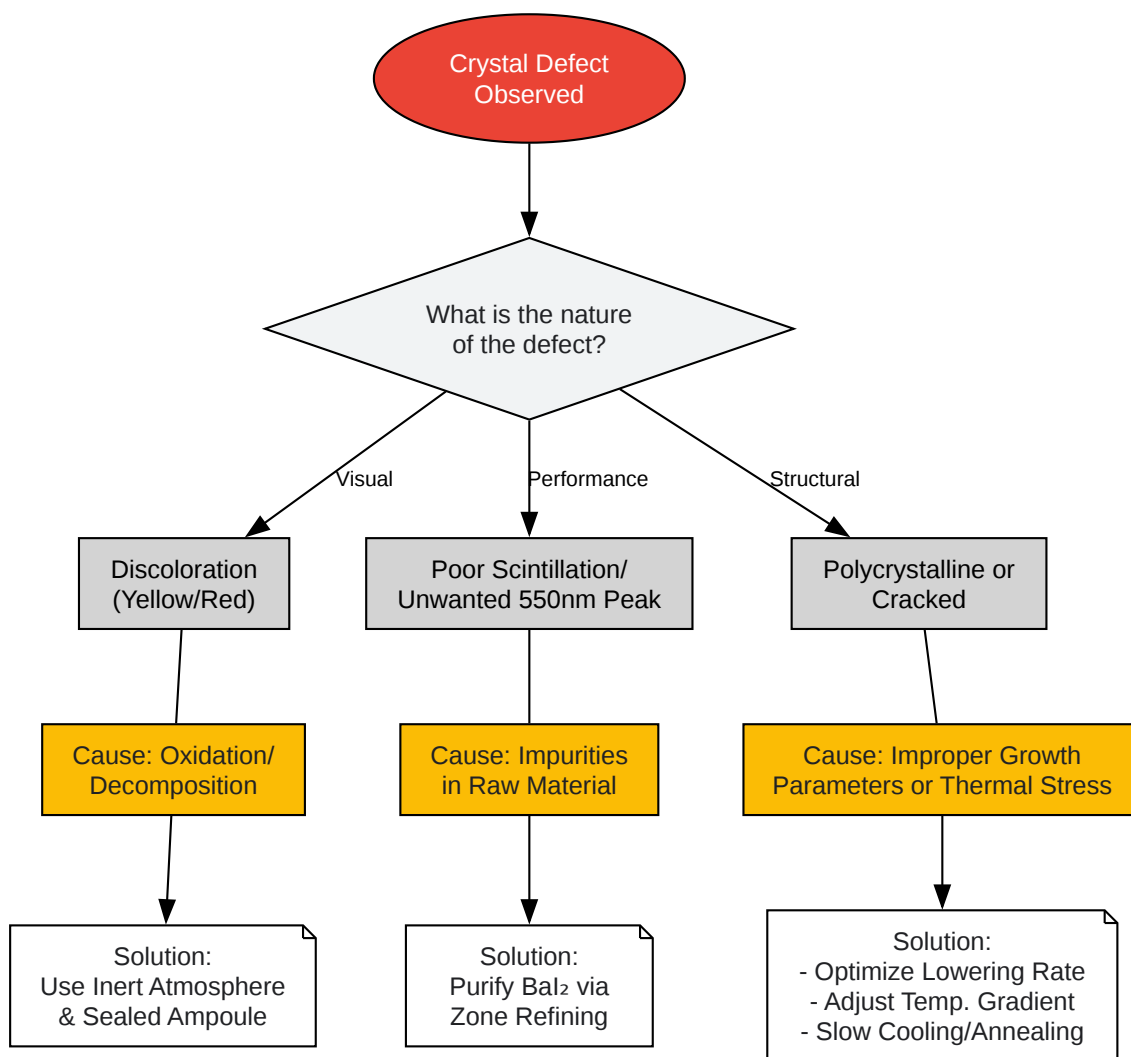 Crystal Defect
Observed
What is the nature
of the defect?
Visual
Performance
Structural
Discoloration
(Yellow/Red)
Poor Scintillation/
Unwanted 550nm Peak
Polycrystalline or
Cracked
Cause: Oxidation/
Decomposition
Cause: Impurities
in Raw Material
Cause: Improper Growth
Parameters or Thermal Stress
Solution:
Use Inert Atmosphere
& Sealed Ampoule
Solution:
Purify BaI₂ via
Zone Refining
Solution:
- Optimize Lowering Rate
- Adjust Temp. Gradient
- Slow Cooling/Annealing